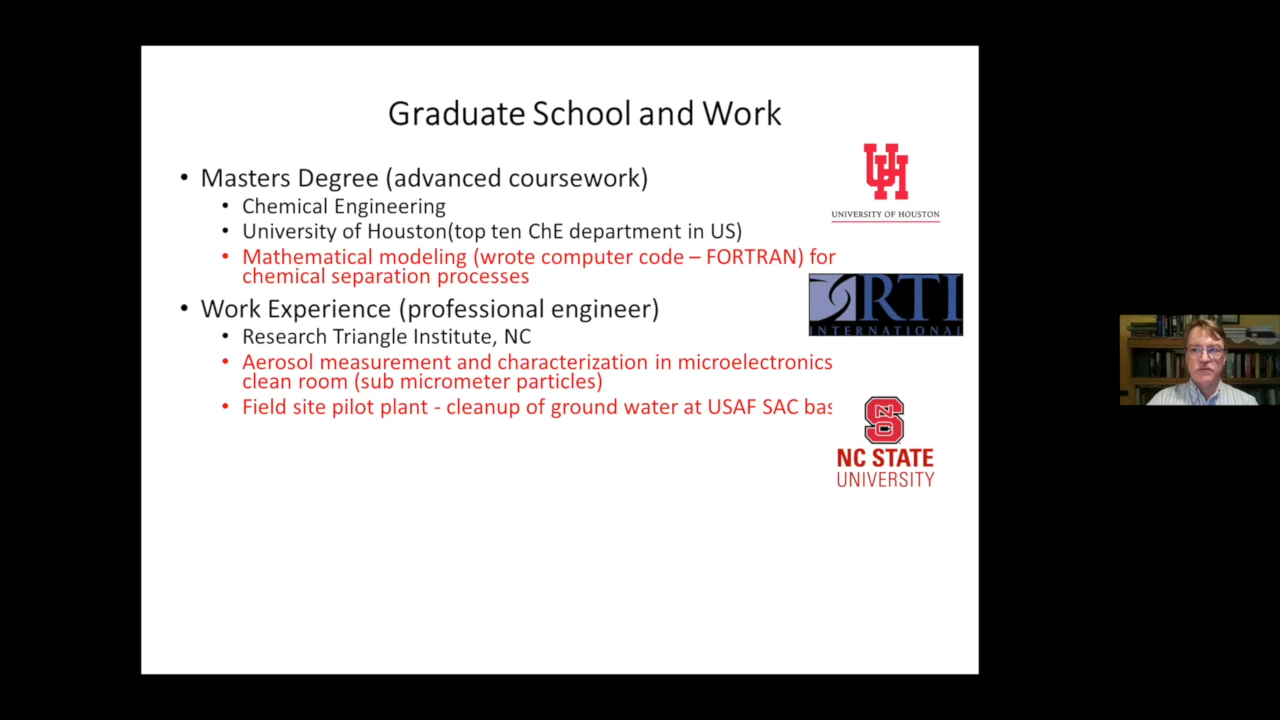 Graduate School and Work
• Masters Degree (advanced coursework)
• Chemical Engineering
• University of Houston(top ten ChE department in US)
• Mathematical modeling (wrote computer code – FORTRAN) for
chemical separation processes
• Work Experience (professional engineer)
• Research Triangle Institute, NC
• Aerosol measurement and characterization in microelectronics
clean room (sub micrometer particles)
• Field site pilot plant - cleanup of ground water at USAF SAC bas
UH
UNIVERSITY OF HOUSTON
RTI
INTERNATIONAL
NCS
NC STATE
UNIVERSITY